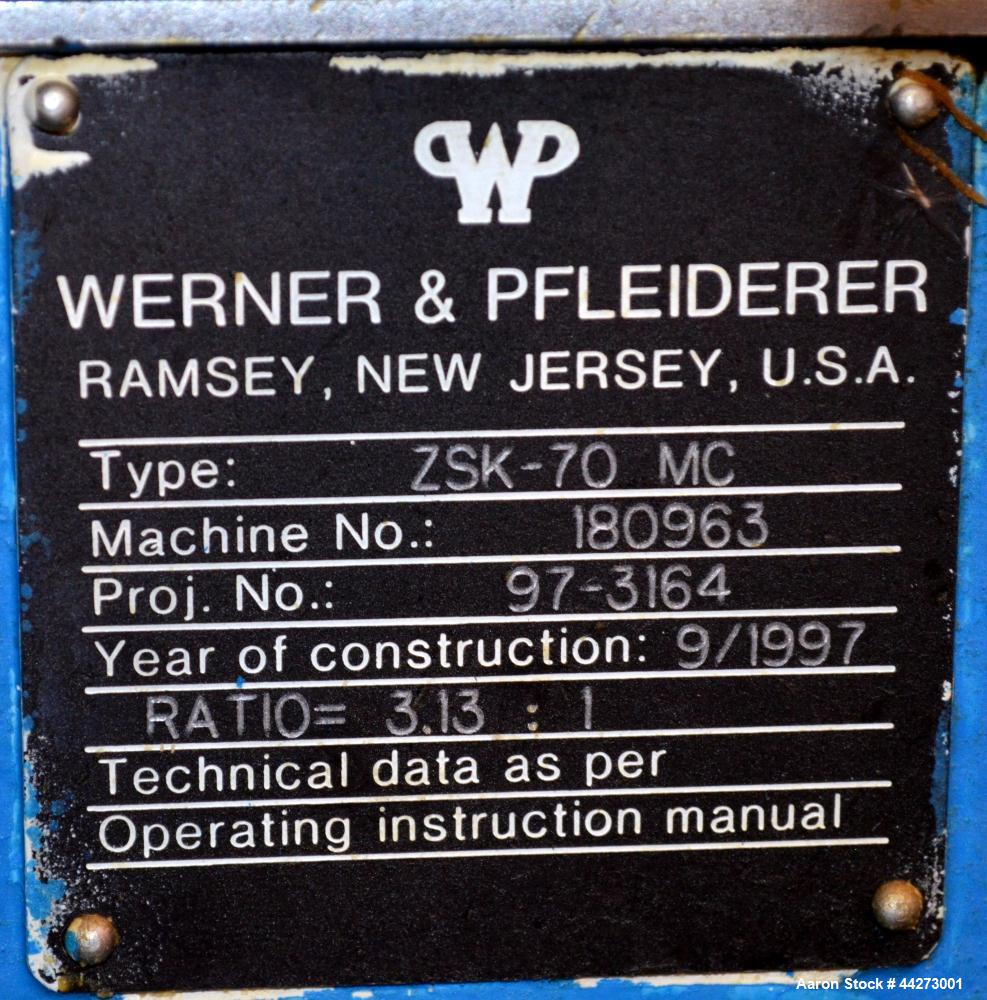 WP
WERNER & PFLEIDERER
RAMSEY, NEW JERSEY, U.S.A.
Type: ZSK-70 MC
Machine No.: 180963
Proj. No.: 97-3164
Year of construction: 9/1997
RATIO= 3.13 : 1
Technical data as per
Operating instruction manual
Aaron Stock # 44273001